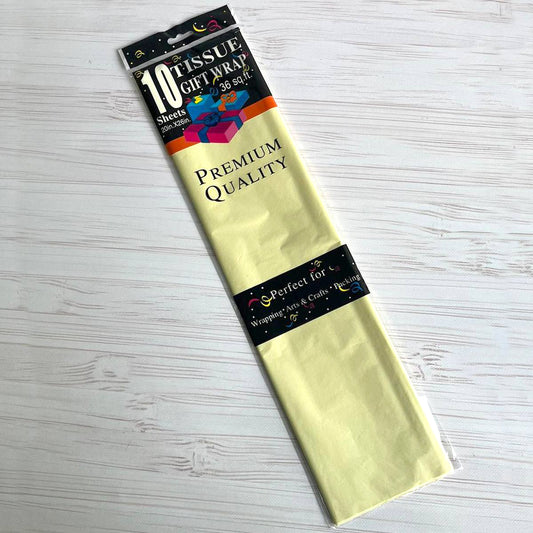 10 TISSUE
GIFT WRAP
Sheets 36 sq.ft.
20in.X26in.
PREMIUM
QUALITY
Perfect for
Wrapping • Arts & Crafts • Packing